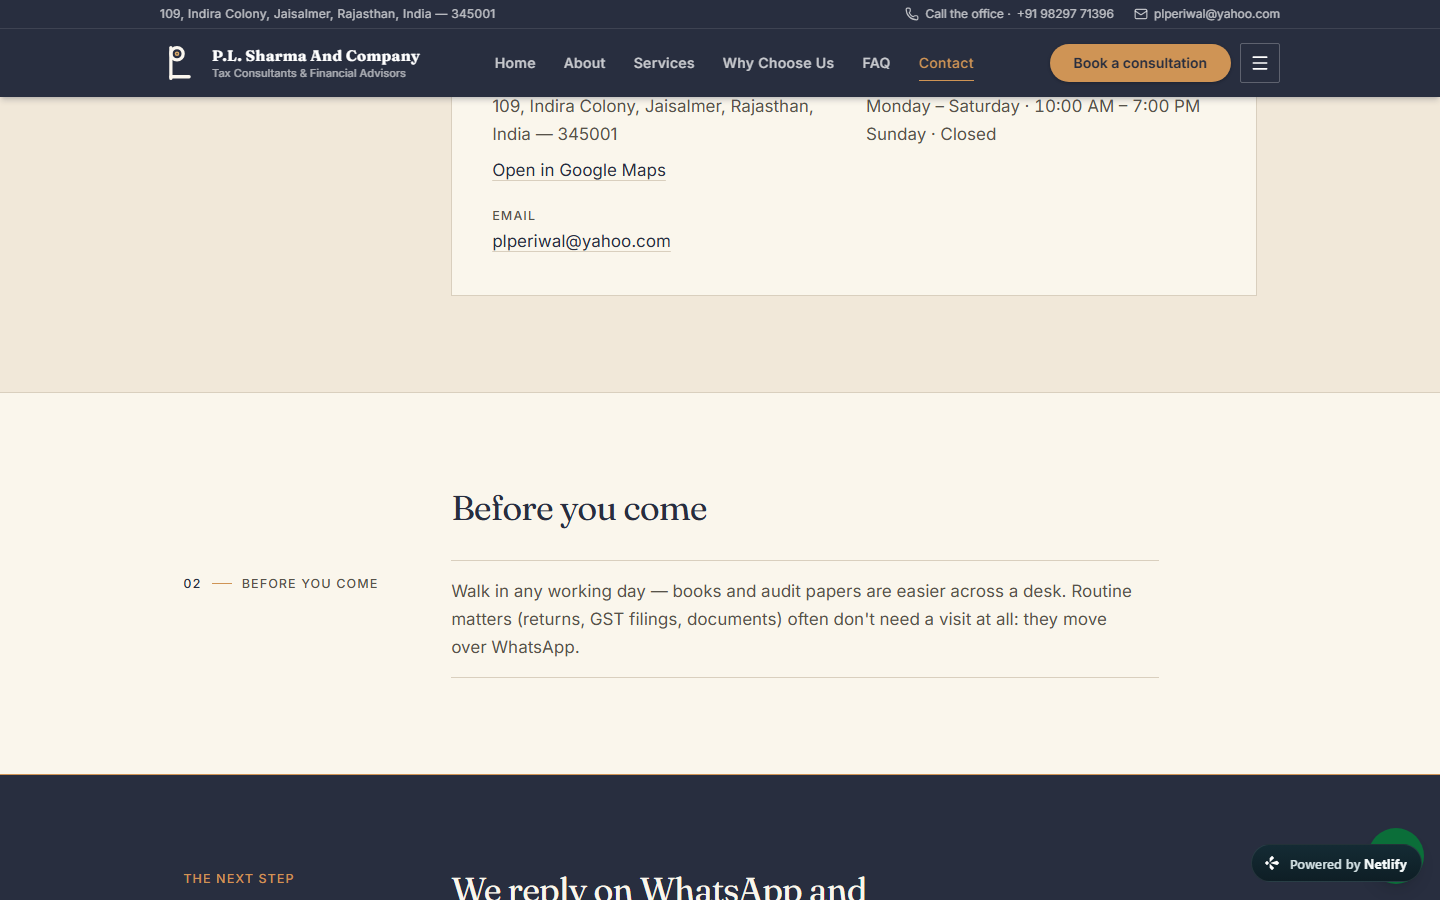 109, Indira Colony, Jaisalmer, Rajasthan, India — 345001
Call the office · +91 98297 71396
plperiwal@yahoo.com
P.L. Sharma And Company
Tax Consultants & Financial Advisors
Home
About
Services
Why Choose Us
FAQ
Contact
Book a consultation
109, Indira Colony, Jaisalmer, Rajasthan,
India — 345001
Open in Google Maps
Monday – Saturday · 10:00 AM – 7:00 PM
Sunday · Closed
EMAIL
plperiwal@yahoo.com
Before you come
02 — BEFORE YOU COME
Walk in any working day — books and audit papers are easier across a desk. Routine
matters (returns, GST filings, documents) often don't need a visit at all: they move
over WhatsApp.
THE NEXT STEP
We reply on WhatsApp and
Powered by Netlify